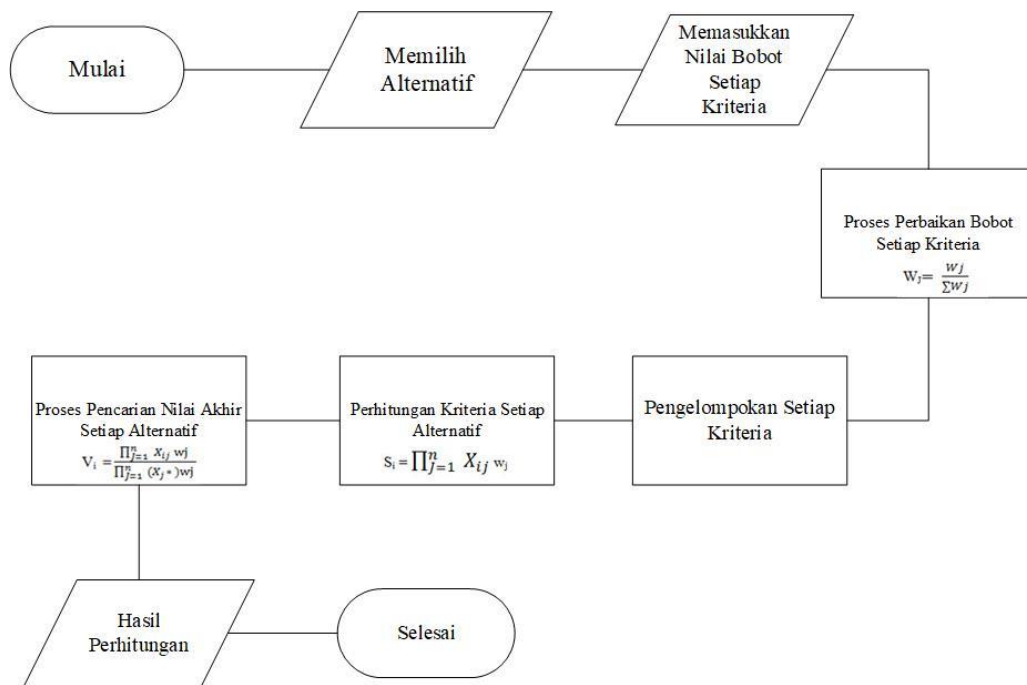 Mulai
Memilih
Alternatif
Memasukkan
Nilai Bobot
Setiap
Kriteria
Proses Perbaikan Bobot
Setiap Kriteria
Wj= Wj / ∑Wj
Pengelompokan Setiap
Kriteria
Perhitungan Kriteria Setiap
Alternatif
Si = ∏ⁿj=1 Xij wj
Proses Pencarian Nilai Akhir
Setiap Alternatif
Vi = ∏ⁿj=1 Xij wj / ∏ⁿj=1 (Xj*)wj
Hasil
Perhitungan
Selesai